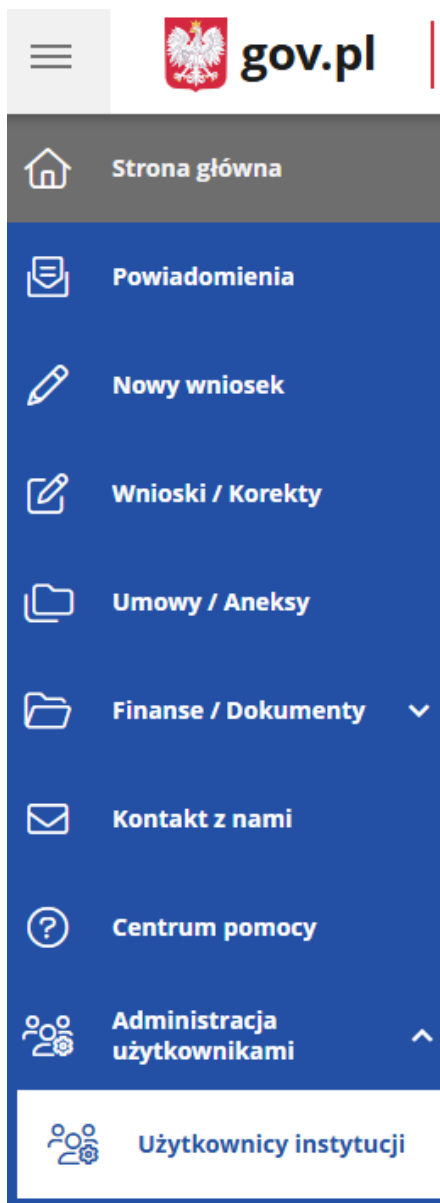 gov.pl
Strona główna
Powiadomienia
Nowy wniosek
Wnioski / Korekty
Umowy / Aneksy
Finanse / Dokumenty
Kontakt z nami
Centrum pomocy
Administracja
użytkownikami
Użytkownicy instytucji